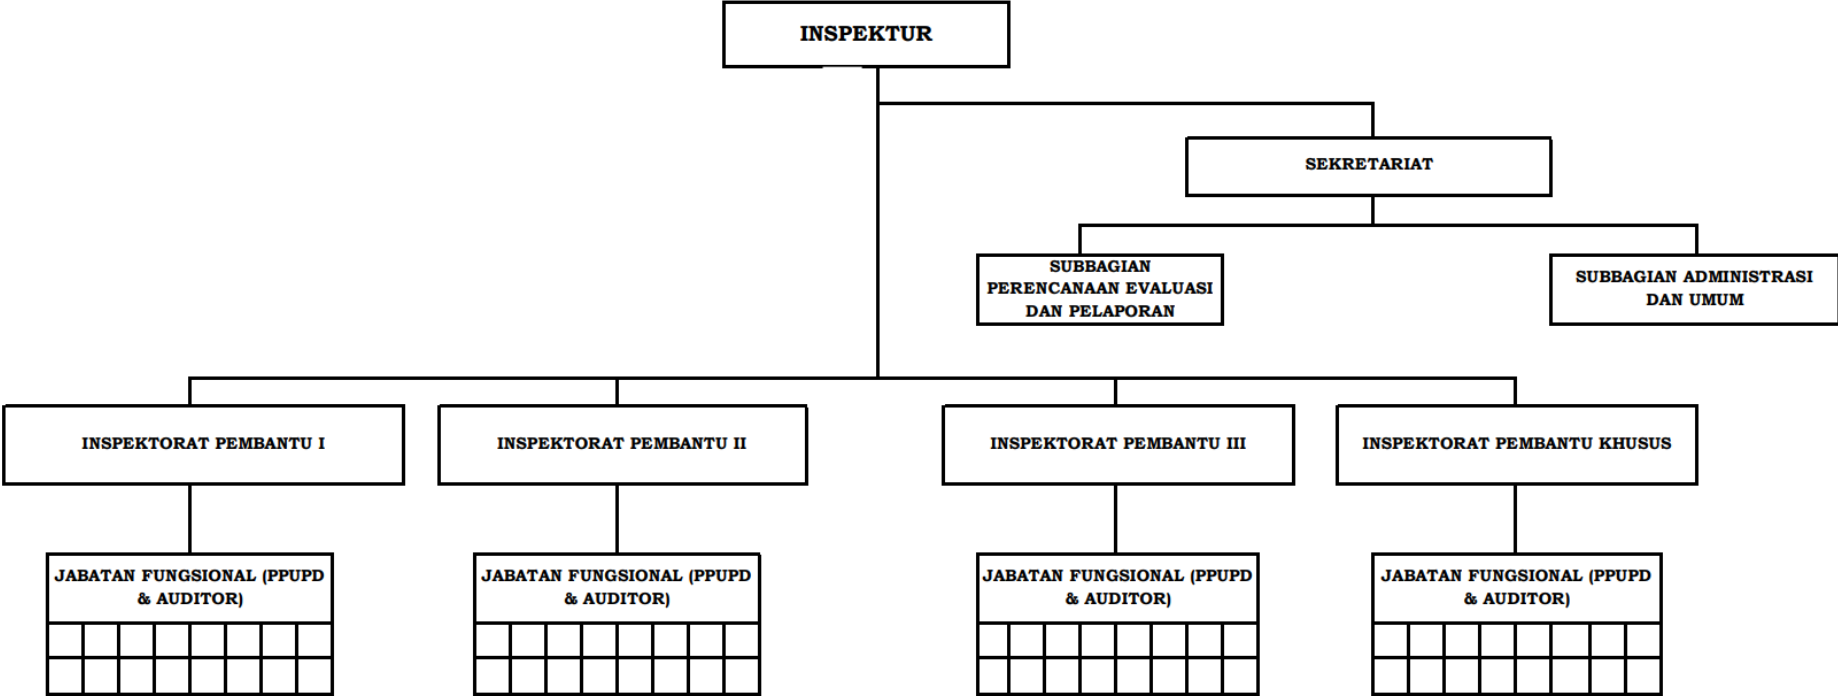 INSPEKTUR
SEKRETARIAT
SUBBAGIAN
PERENCANAAN EVALUASI
DAN PELAPORAN
SUBBAGIAN ADMINISTRASI
DAN UMUM
INSPEKTORAT PEMBANTU I
INSPEKTORAT PEMBANTU II
INSPEKTORAT PEMBANTU III
INSPEKTORAT PEMBANTU KHUSUS
JABATAN FUNGSIONAL (PPUPD
& AUDITOR)
JABATAN FUNGSIONAL (PPUPD
& AUDITOR)
JABATAN FUNGSIONAL (PPUPD
& AUDITOR)
JABATAN FUNGSIONAL (PPUPD
& AUDITOR)